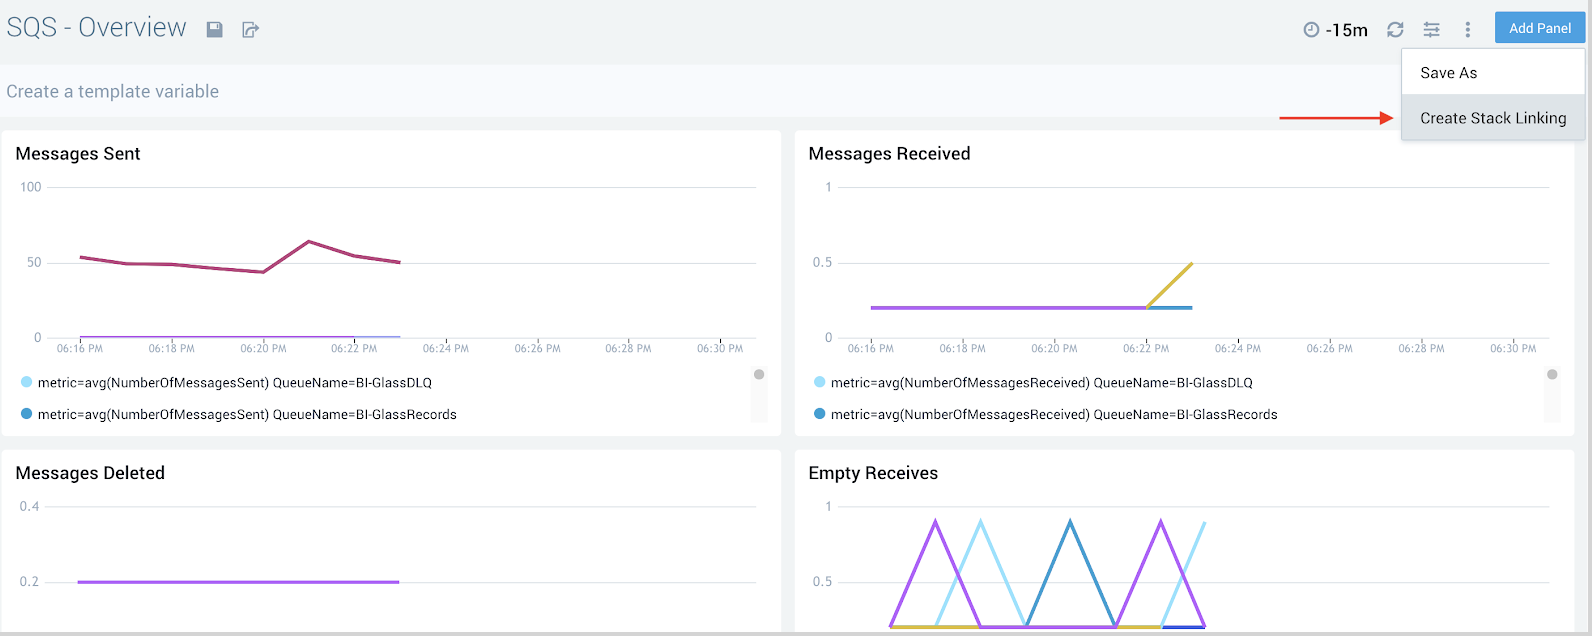 SQS - Overview
-15m
Add Panel
Save As
Create Stack Linking
Create a template variable
Messages Sent
100
50
0
06:16 PM 06:18 PM 06:20 PM 06:22 PM 06:24 PM 06:26 PM 06:28 PM 06:30 PM
metric=avg(NumberOfMessagesSent) QueueName=BI-GlassDLQ
metric=avg(NumberOfMessagesSent) QueueName=BI-GlassRecords
Messages Received
1
0.5
0
06:16 PM 06:18 PM 06:20 PM 06:22 PM 06:24 PM 06:26 PM 06:28 PM 06:30 PM
metric=avg(NumberOfMessagesReceived) QueueName=BI-GlassDLQ
metric=avg(NumberOfMessagesReceived) QueueName=BI-GlassRecords
Messages Deleted
0.4
0.2
Empty Receives
1
0.5